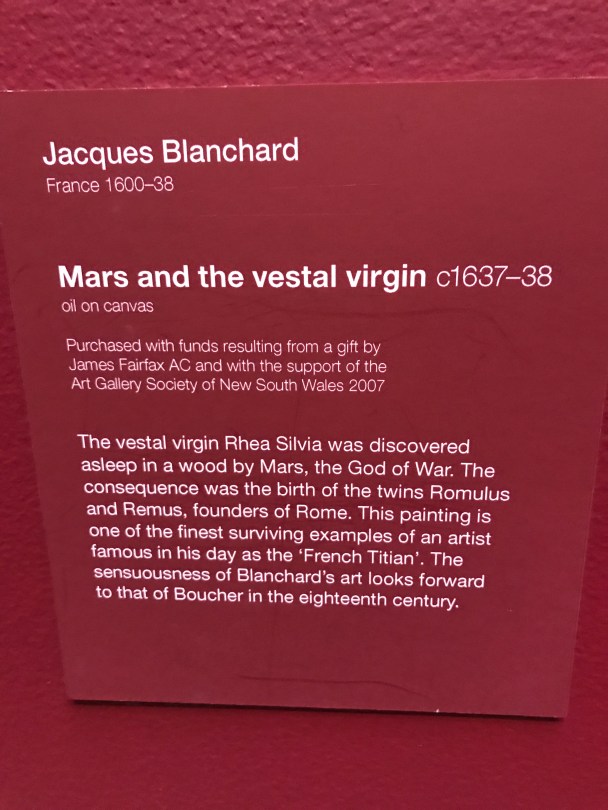 Jacques Blanchard
France 1600–38
Mars and the vestal virgin c1637–38
oil on canvas
Purchased with funds resulting from a gift by
James Fairfax AC and with the support of the
Art Gallery Society of New South Wales 2007
The vestal virgin Rhea Silvia was discovered
asleep in a wood by Mars, the God of War. The
consequence was the birth of the twins Romulus
and Remus, founders of Rome. This painting is
one of the finest surviving examples of an artist
famous in his day as the ‘French Titian’. The
sensuousness of Blanchard’s art looks forward
to that of Boucher in the eighteenth century.